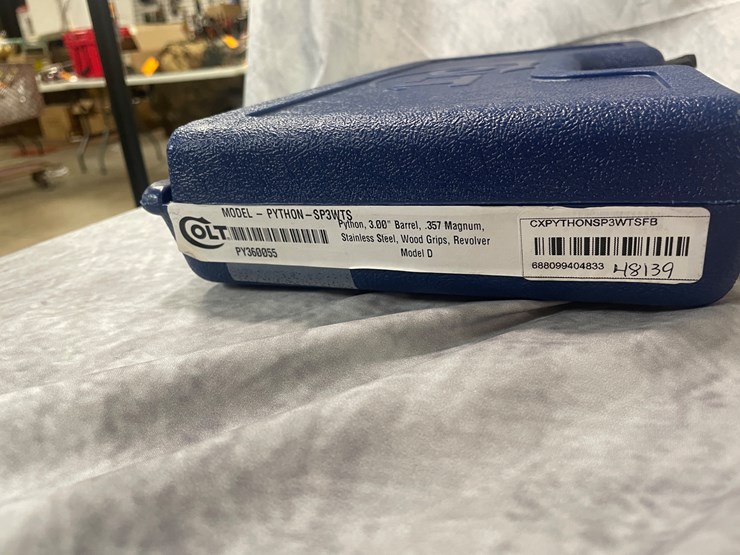 MODEL - PYTHON-SP3WTS
COLT
PY360055
Python, 3.00" Barrel, .357 Magnum,
Stainless Steel, Wood Grips, Revolver
Model D
CXPYTHONSP3WTSFB
688099404833
48139